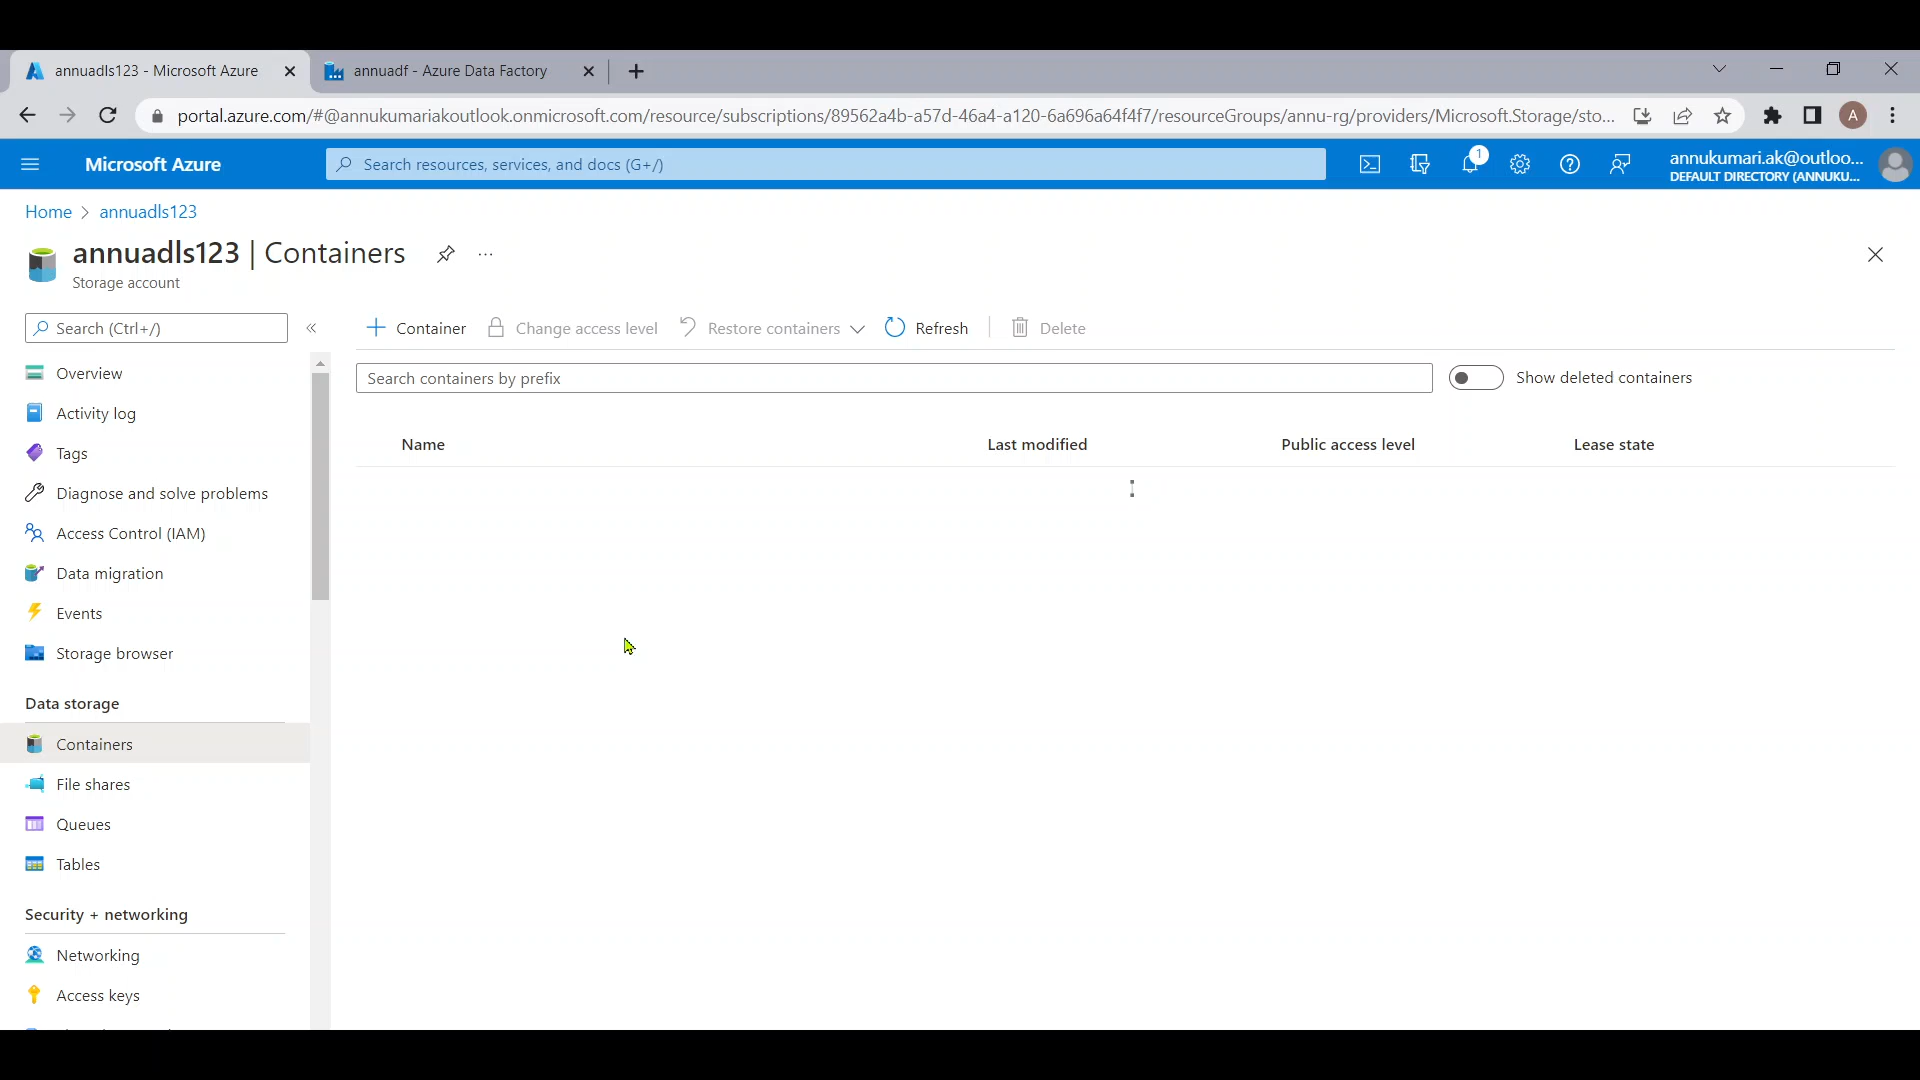 annuadls123 - Microsoft Azure
annuadf - Azure Data Factory
portal.azure.com/#@annukumariakoutlook.onmicrosoft.com/resource/subscriptions/89562a4b-a57d-46a4-a120-6a696a64f4f7/resourceGroups/annu-rg/providers/Microsoft.Storage/sto...
A
Microsoft Azure
Search resources, services, and docs (G+/)
1
annukumari.ak@outloo...
DEFAULT DIRECTORY (ANNUKU...
Home > annuadls123
annuadls123 | Containers
...
Storage account
Search (Ctrl+/)
«
Container
Change access level
Restore containers
Refresh
Delete
Search containers by prefix
Show deleted containers
Name
Last modified
Public access level
Lease state
Overview
Activity log
Tags
Diagnose and solve problems
Access Control (IAM)
Data migration
Events
Storage browser
Data storage
Containers
File shares
Queues
Tables
Security + networking
Networking
Access keys